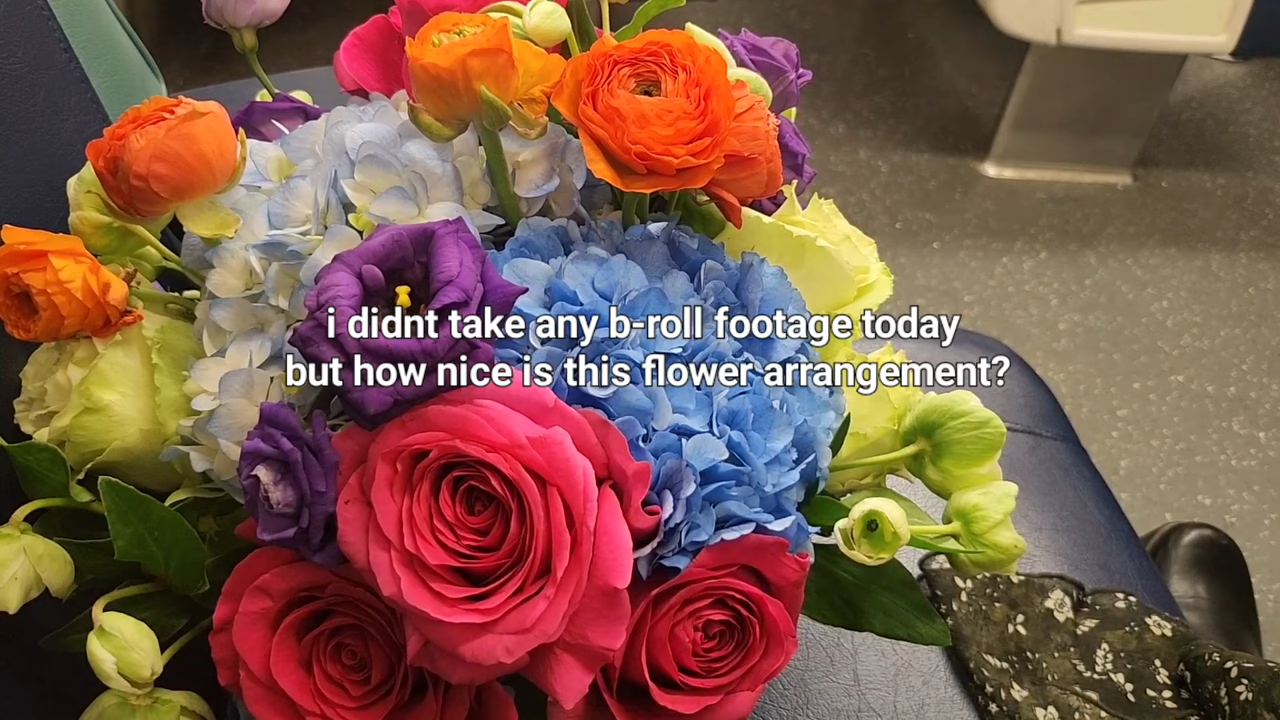 i didnt take any b-roll footage today
but how nice is this flower arrangement?